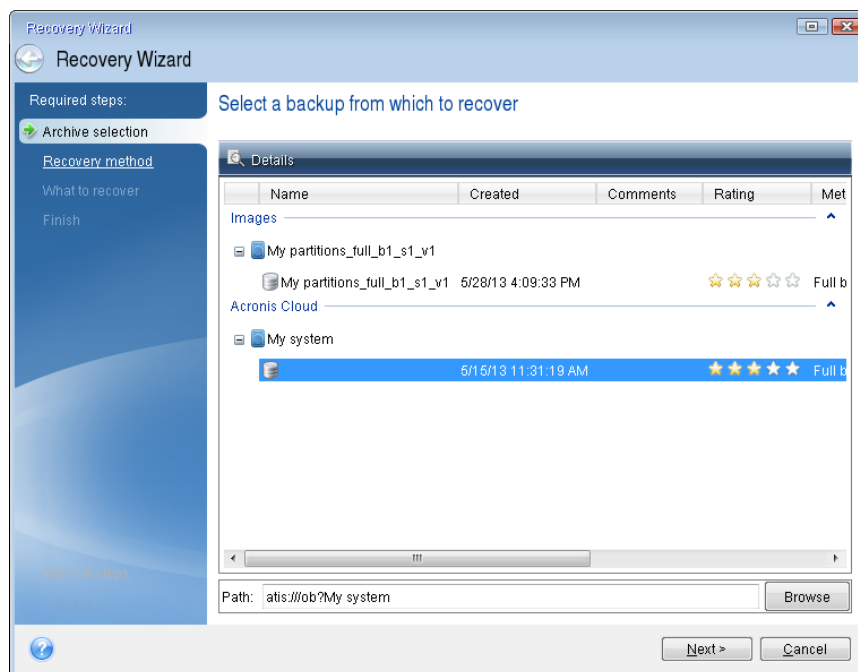 Recovery Wizard
Recovery Wizard
Required steps:
Archive selection
Recovery method
What to recover
Finish
Select a backup from which to recover
Details
Name Created Comments Rating Met
Images
My partitions_full_b1_s1_v1
My partitions_full_b1_s1_v1 5/28/13 4:09:33 PM Full b
Acronis Cloud
My system
5/15/13 11:31:19 AM Full b
Path: atis:///ob?My system Browse
Next > Cancel